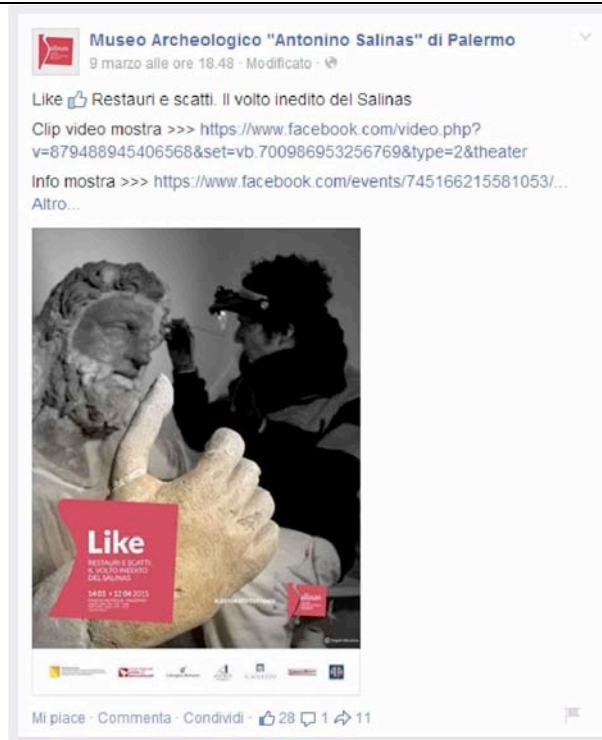 Museo Archeologico "Antonino Salinas" di Palermo
9 marzo alle ore 18.48 · Modificato ·
Like Restauri e scatti. Il volto inedito del Salinas
Clip video mostra >>> https://www.facebook.com/video.php?
v=879488945406568&set=vb.700986953256769&type=2&theater
Info mostra >>> https://www.facebook.com/events/745166215581053/...
Altro...
Like
RESTAURI E SCATTI.
IL VOLTO INEDITO
DEL SALINAS
14.03 > 12.04 2015
Salinas
Mi piace · Commenta · Condividi · 28 1 11